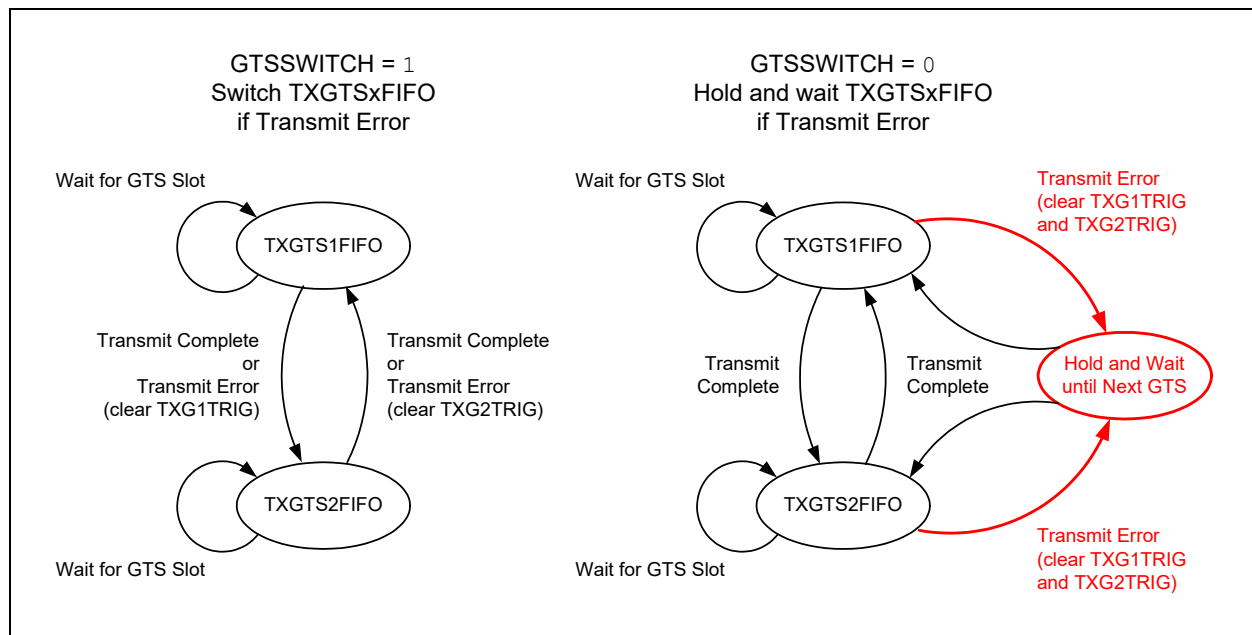 GTSSWITCH = 1
Switch TXGTSxFIFO
if Transmit Error
Wait for GTS Slot
TXGTS1FIFO
Transmit Complete
or
Transmit Error
(clear TXG1TRIG)
Transmit Complete
or
Transmit Error
(clear TXG2TRIG)
TXGTS2FIFO
Wait for GTS Slot
GTSSWITCH = 0
Hold and wait TXGTSxFIFO
if Transmit Error
Wait for GTS Slot
TXGTS1FIFO
Transmit Error
(clear TXG1TRIG
and TXG2TRIG)
Transmit
Complete
Transmit
Complete
Hold and Wait
until Next GTS
TXGTS2FIFO
Wait for GTS Slot
Transmit Error
(clear TXG1TRIG
and TXG2TRIG)